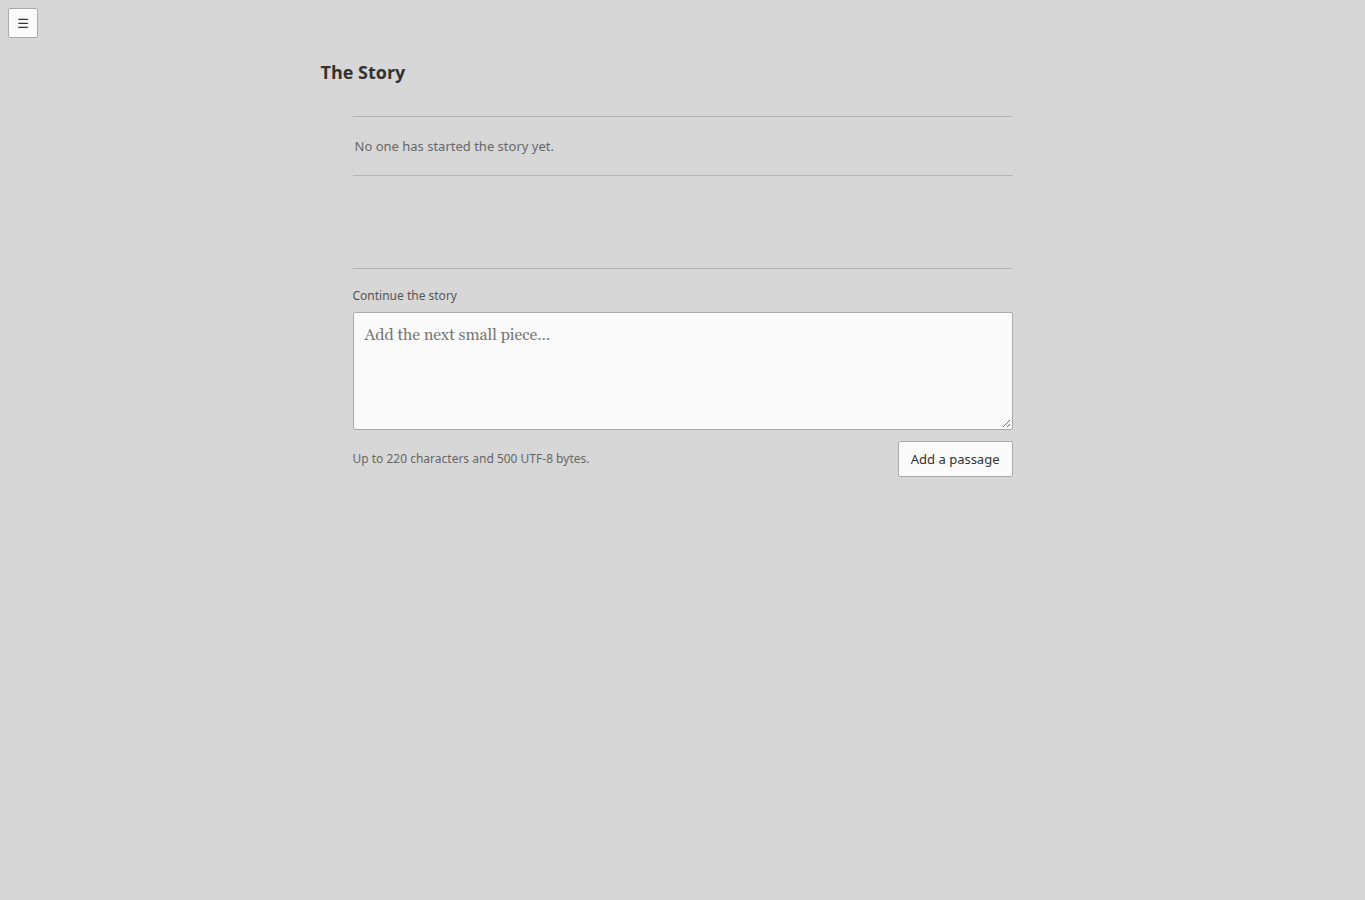 ☰
The Story
No one has started the story yet.
Continue the story
Add the next small piece...
Up to 220 characters and 500 UTF-8 bytes.
Add a passage